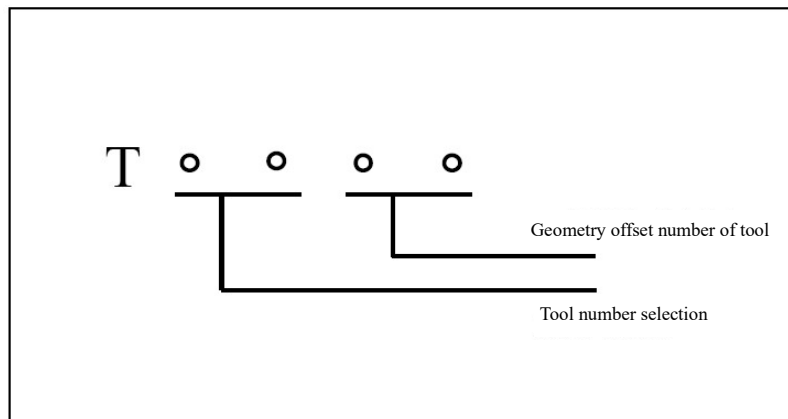 T o o o o
Geometry offset number of tool
Tool number selection